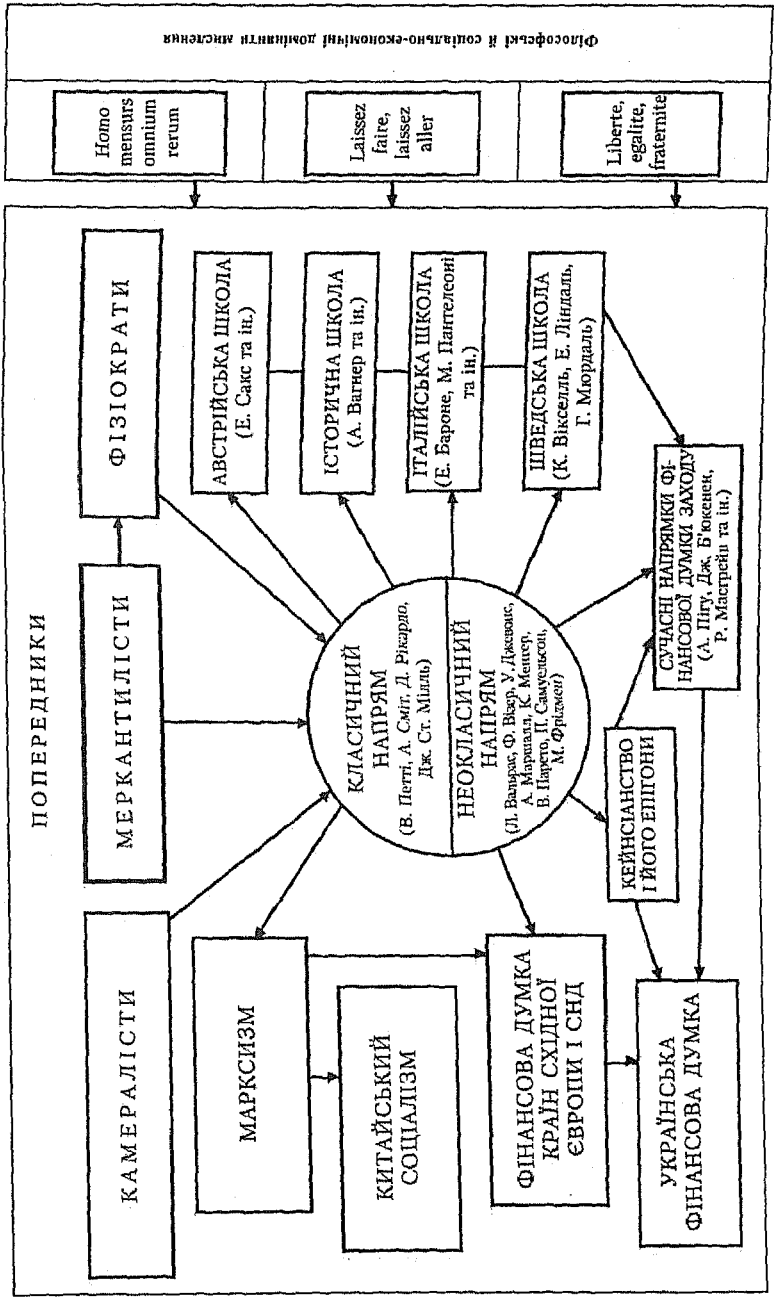 ПОПЕРЕДНИКИ
КАМЕРАЛІСТИ
МЕРКАНТИЛІСТИ
ФІЗІОКРАТИ
МАРКСИЗМ
КИТАЙСЬКИЙ
СОЦІАЛІЗМ
ФІНАНСОВА ДУМКА
КРАЇН СХІДНОЇ
ЄВРОПИ І СНД
УКРАЇНСЬКА
ФІНАНСОВА ДУМКА
КЛАСИЧНИЙ
НАПРЯМ
(В. Петті, А. Сміт, Д. Рікардо,
Дж. Ст. Мілль)
НЕОКЛАСИЧНИЙ
НАПРЯМ
(Л. Вальрас, Ф. Візер, У. Джевонс,
А. Маршалл, К. Менгер,
В. Парето, П. Самуельсон,
М. Фрідмен)
КЕЙНСІАНСТВО
І ЙОГО ЕПІГОНИ
АВСТРІЙСЬКА ШКОЛА
(Е. Сакс та ін.)
ІСТОРИЧНА ШКОЛА
(А. Вагнер та ін.)
ІТАЛІЙСЬКА ШКОЛА
(Е. Бароне, М. Пантелеоні
та ін.)
ШВЕДСЬКА ШКОЛА
(К. Вікселль, Е. Ліндаль,
Г. Мюрдаль)
СУЧАСНІ НАПРЯМКИ ФІ-
НАНСОВОЇ ДУМКИ ЗАХОДУ
(А. Пігу, Дж. Б'юкенен,
Р. Масгрейв та ін.)
Homo
mensurs
omnium
rerum
Laissez
faire,
laissez
aller
Liberte,
egalite,
fraternite
Філософські й соціально-економічні домінанти мислення